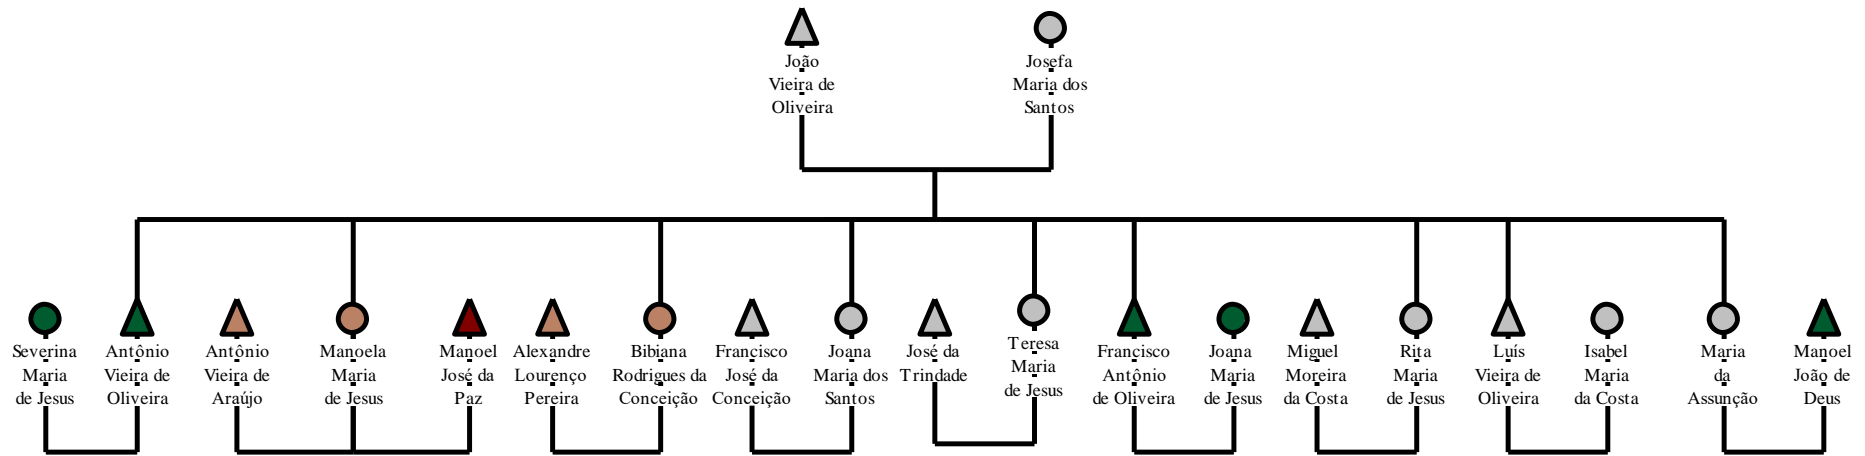 João
Vieira de
Oliveira
Josefa
Maria dos
Santos
Severina
Maria
de Jesus
Antônio
Vieira de
Oliveira
Antônio
Vieira de
Araújo
Manoela
Maria
de Jesus
Manoel
José da
Paz
Alexandre
Lourenço
Pereira
Bibiana
Rodrigues da
Conceição
Francisco
José da
Conceição
Joana
Maria dos
Santos
José da
Trindade
Teresa
Maria
de Jesus
Francisco
Antônio
de Oliveira
Joana
Maria
de Jesus
Miguel
Moreira
da Costa
Rita
Maria
de Jesus
Luís
Vieira de
Oliveira
Isabel
Maria
da Costa
Maria
da
Assunção
Manoel
João de
Deus